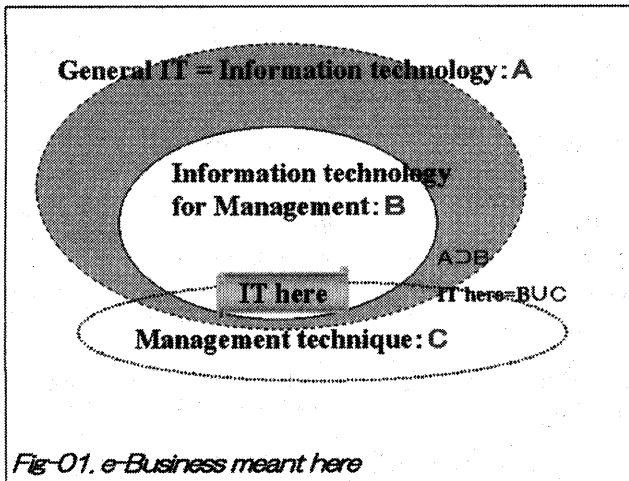 General IT = Information technology: A
Information technology
for Management: B
A⊃B
IT here
IT here=B∪C
Management technique: C
Fig-01. e-Business meant here